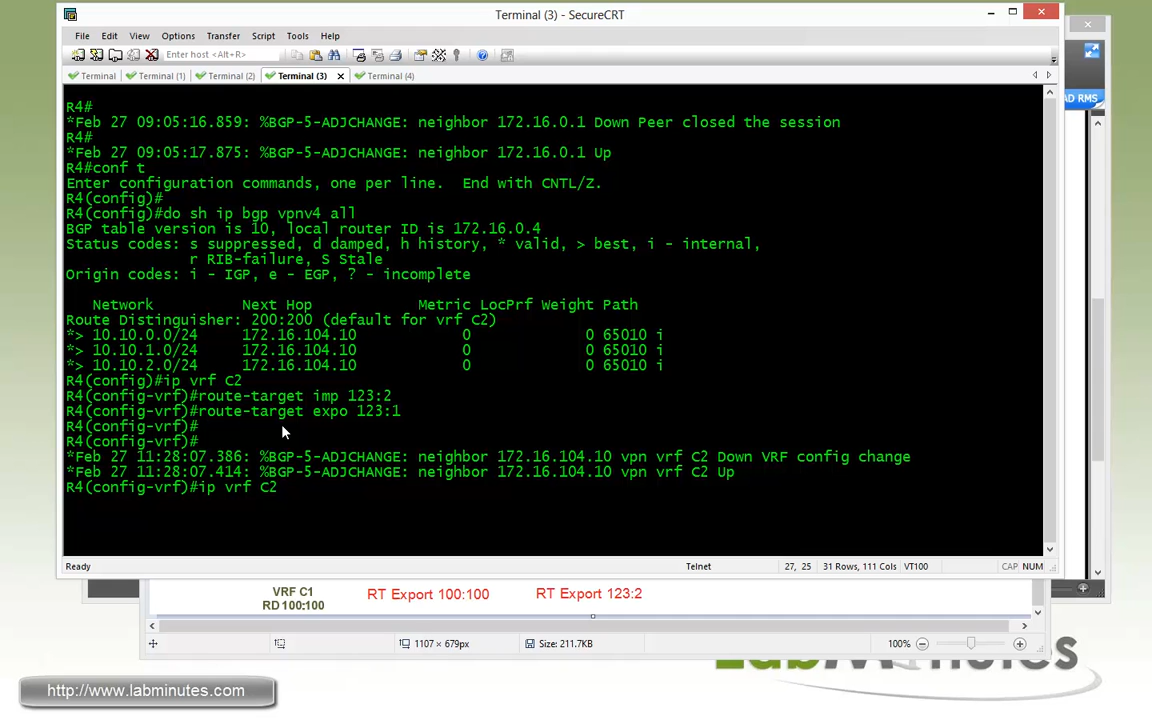 Terminal (3) - SecureCRT
File Edit View Options Transfer Script Tools Help
Enter host <Alt+R>
Terminal Terminal (1) Terminal (2) Terminal (3) Terminal (4)
AD RMS
R4#
*Feb 27 09:05:16.859: %BGP-5-ADJCHANGE: neighbor 172.16.0.1 Down Peer closed the session
R4#
*Feb 27 09:05:17.875: %BGP-5-ADJCHANGE: neighbor 172.16.0.1 Up
R4#conf t
Enter configuration commands, one per line.  End with CNTL/Z.
R4(config)#
R4(config)#do sh ip bgp vpnv4 all
BGP table version is 10, local router ID is 172.16.0.4
Status codes: s suppressed, d damped, h history, * valid, > best, i - internal,
r RIB-failure, S Stale
Origin codes: i - IGP, e - EGP, ? - incomplete
Network Next Hop Metric LocPrf Weight Path
Route Distinguisher: 200:200 (default for vrf C2)
*> 10.10.0.0/24 172.16.104.10 0 0 65010 i
*> 10.10.1.0/24 172.16.104.10 0 0 65010 i
*> 10.10.2.0/24 172.16.104.10 0 0 65010 i
R4(config)#ip vrf C2
R4(config-vrf)#route-target imp 123:2
R4(config-vrf)#route-target expo 123:1
R4(config-vrf)#
R4(config-vrf)#
*Feb 27 11:28:07.386: %BGP-5-ADJCHANGE: neighbor 172.16.104.10 vpn vrf C2 Down VRF config change
*Feb 27 11:28:07.414: %BGP-5-ADJCHANGE: neighbor 172.16.104.10 vpn vrf C2 Up
R4(config-vrf)#ip vrf C2
Ready Telnet 27, 25 31 Rows, 111 Cols VT100 CAP NUM
VRF C1 RT Export 100:100 RT Export 123:2
RD 100:100
1107 × 679px Size: 211.7KB 100%
http://www.labminutes.com